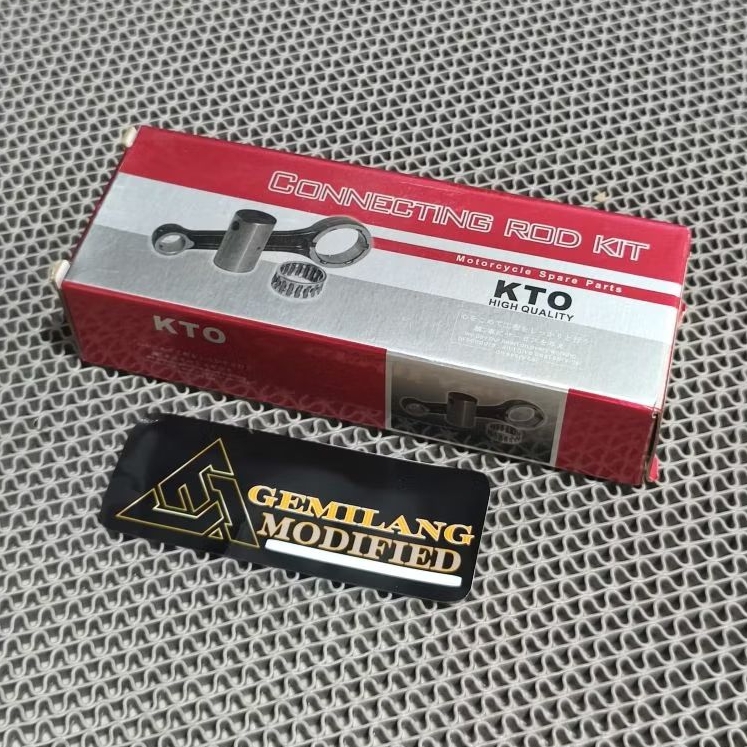 CONNECTING ROD KIT
Motorcycle Spare Parts
KTO
HIGH QUALITY
KTO
GEMILANG
MODIFIED